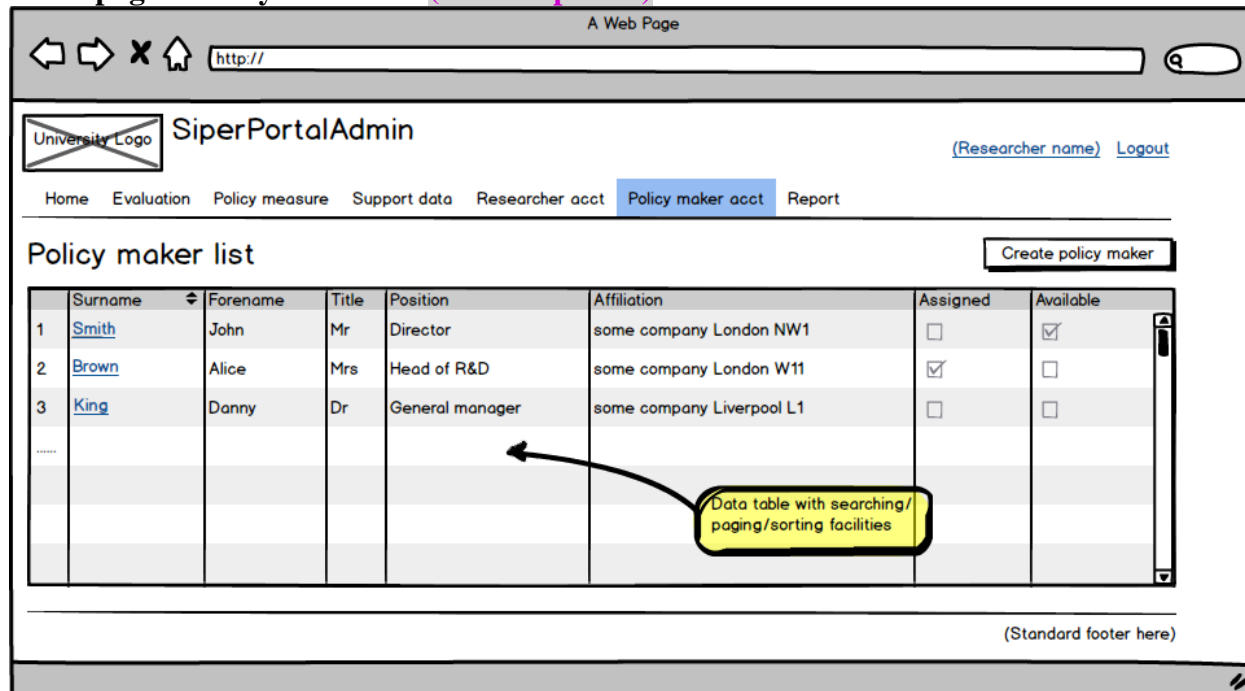 A Web Page
http://
University Logo SiperPortalAdmin
(Researcher name) Logout
Home Evaluation Policy measure Support data Researcher acct Policy maker acct Report
Policy maker list Create policy maker
Surname Forename Title Position Affiliation Assigned Available
1 Smith John Mr Director some company London NW1
2 Brown Alice Mrs Head of R&D some company London W11
3 King Danny Dr General manager some company Liverpool L1
......
Data table with searching/
paging/sorting facilities
(Standard footer here)